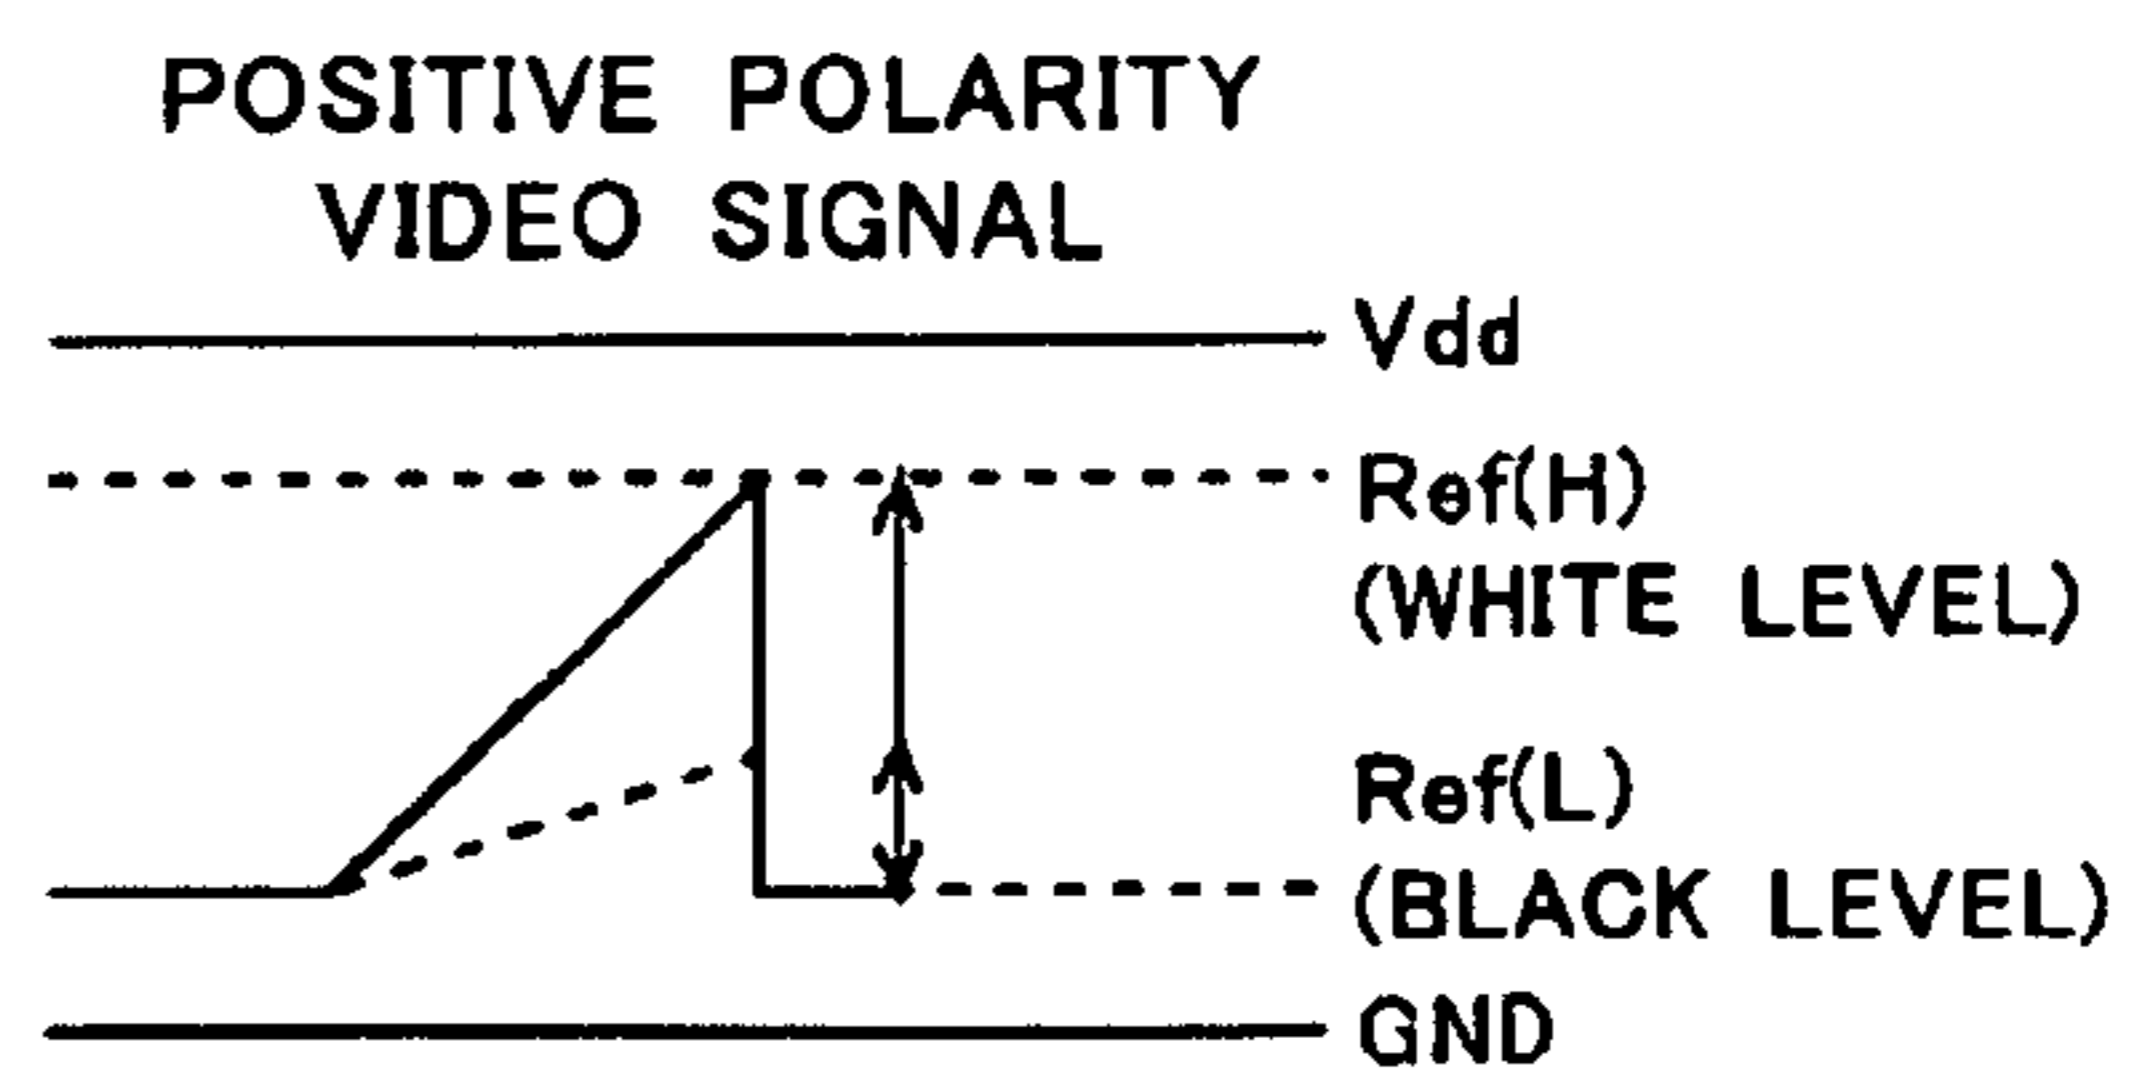 POSITIVE POLARITY
VIDEO SIGNAL
Vdd
Ref(H)
(WHITE LEVEL)
Ref(L)
(BLACK LEVEL)
GND